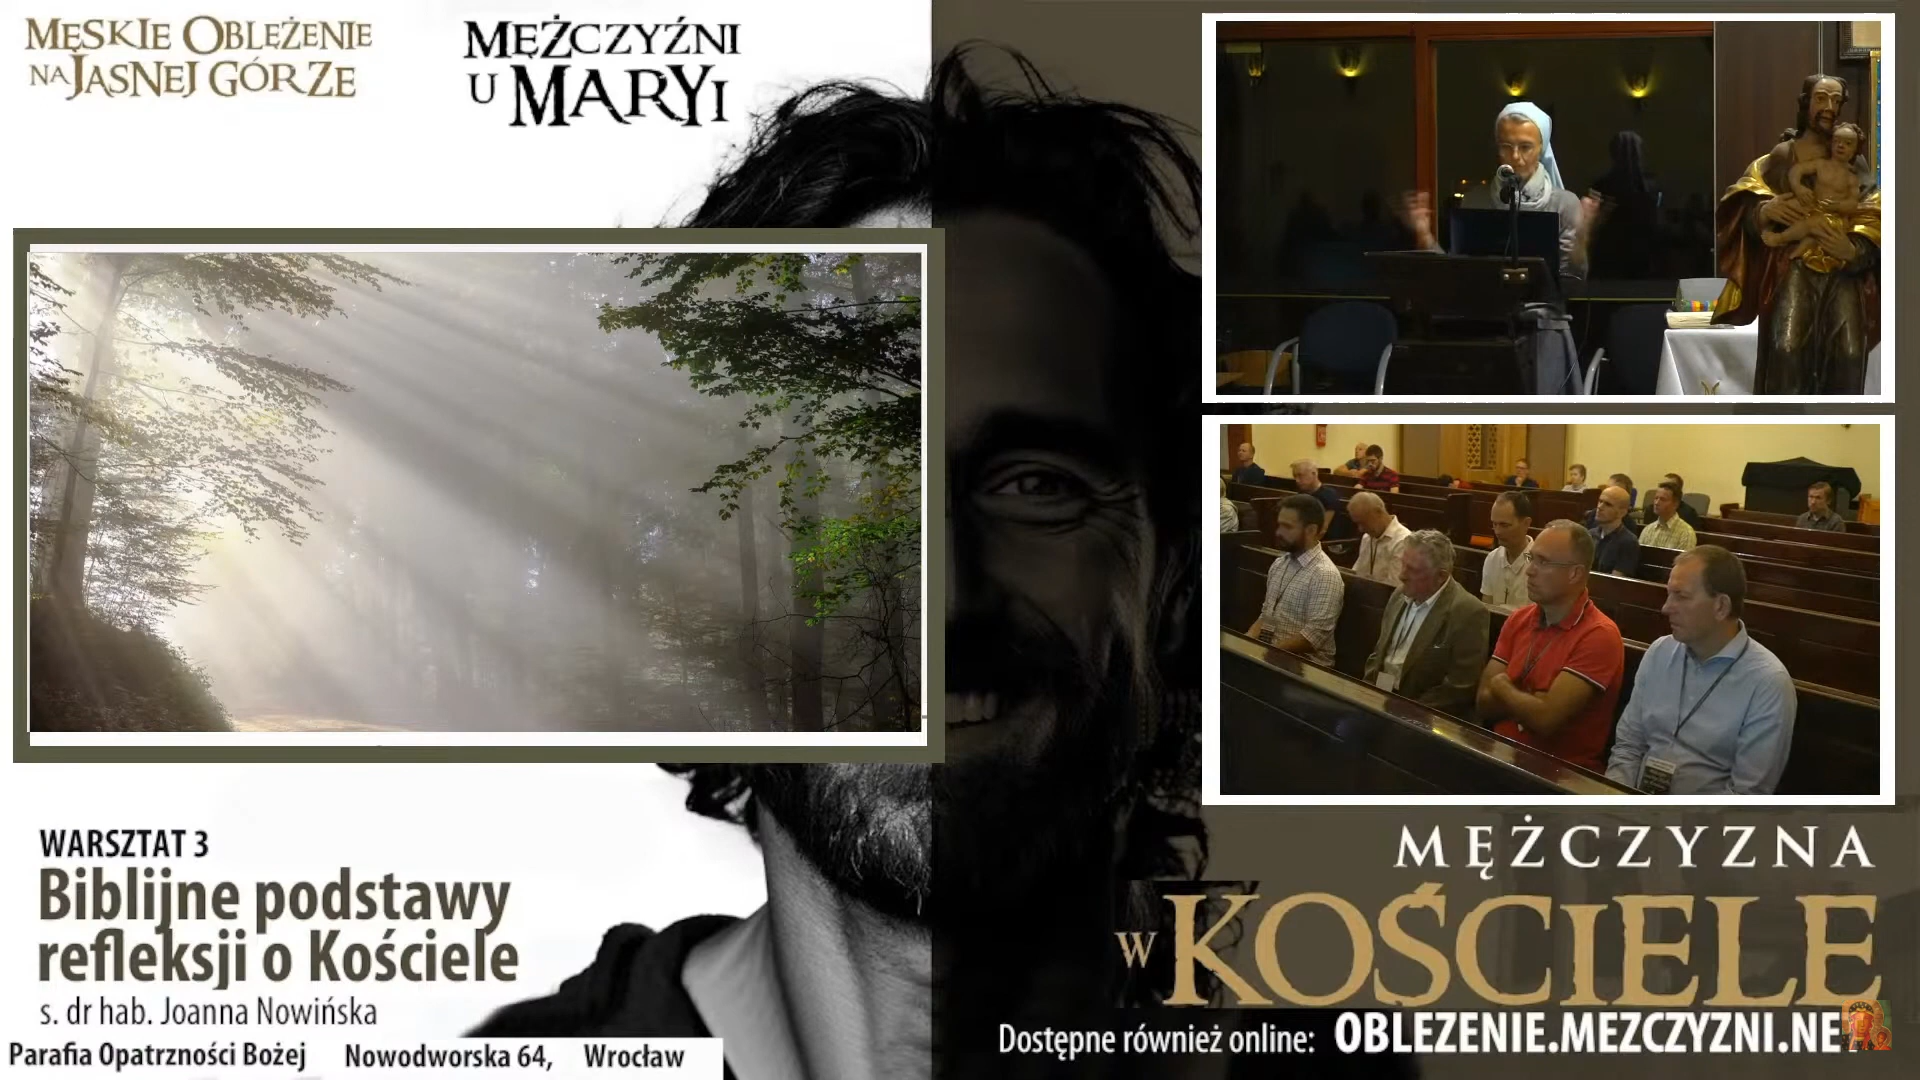 MĘSKIE OBLĘŻENIE
NA JASNEJ GÓRZE
MĘŻCZYŹNI
U MARYI
WARSZTAT 3
Biblijne podstawy
refleksji o Kościele
s. dr hab. Joanna Nowińska
Parafia Opatrzności Bożej Nowodworska 64, Wrocław
MĘŻCZYZNA
W KOŚCIELE
Dostępne również online: OBLEZENIE.MEZCZYZNI.NE